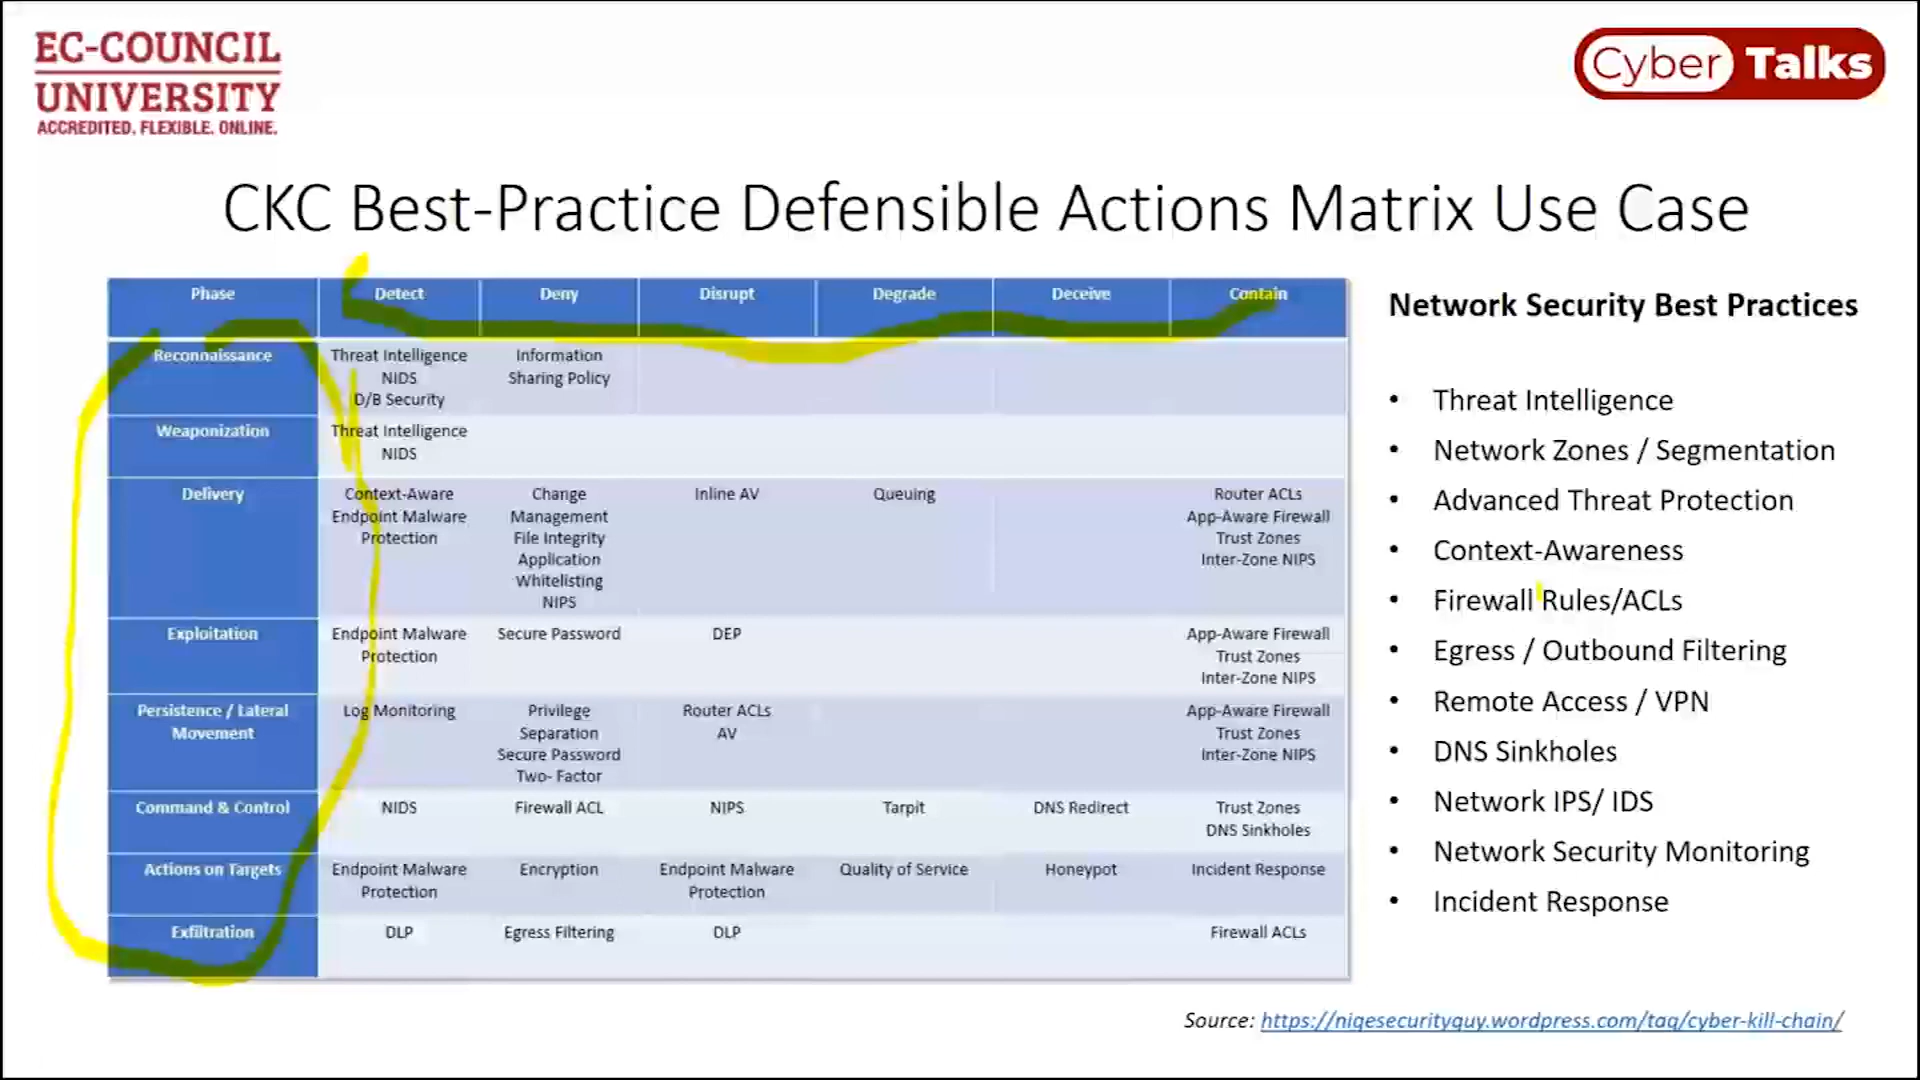 EC-COUNCIL
UNIVERSITY
ACCREDITED. FLEXIBLE. ONLINE.
Cyber Talks
CKC Best-Practice Defensible Actions Matrix Use Case
Phase Detect Deny Disrupt Degrade Deceive Contain
Reconnaissance
Threat Intelligence
NIDS
D/B Security
Information
Sharing Policy
Weaponization
Threat Intelligence
NIDS
Delivery
Context-Aware
Endpoint Malware
Protection
Change
Management
File Integrity
Application
Whitelisting
NIPS
Inline AV
Queuing
Router ACLs
App-Aware Firewall
Trust Zones
Inter-Zone NIPS
Exploitation
Endpoint Malware
Protection
Secure Password
DEP
App-Aware Firewall
Trust Zones
Inter-Zone NIPS
Persistence / Lateral
Movement
Log Monitoring
Privilege
Separation
Secure Password
Two- Factor
Router ACLs
AV
App-Aware Firewall
Trust Zones
Inter-Zone NIPS
Command & Control
NIDS
Firewall ACL
NIPS
Tarpit
DNS Redirect
Trust Zones
DNS Sinkholes
Actions on Targets
Endpoint Malware
Protection
Encryption
Endpoint Malware
Protection
Quality of Service
Honeypot
Incident Response
Exfiltration
DLP
Egress Filtering
DLP
Firewall ACLs
Network Security Best Practices
• Threat Intelligence
• Network Zones / Segmentation
• Advanced Threat Protection
• Context-Awareness
• Firewall Rules/ACLs
• Egress / Outbound Filtering
• Remote Access / VPN
• DNS Sinkholes
• Network IPS/ IDS
• Network Security Monitoring
• Incident Response
Source: https://nigesecurityguy.wordpress.com/tag/cyber-kill-chain/